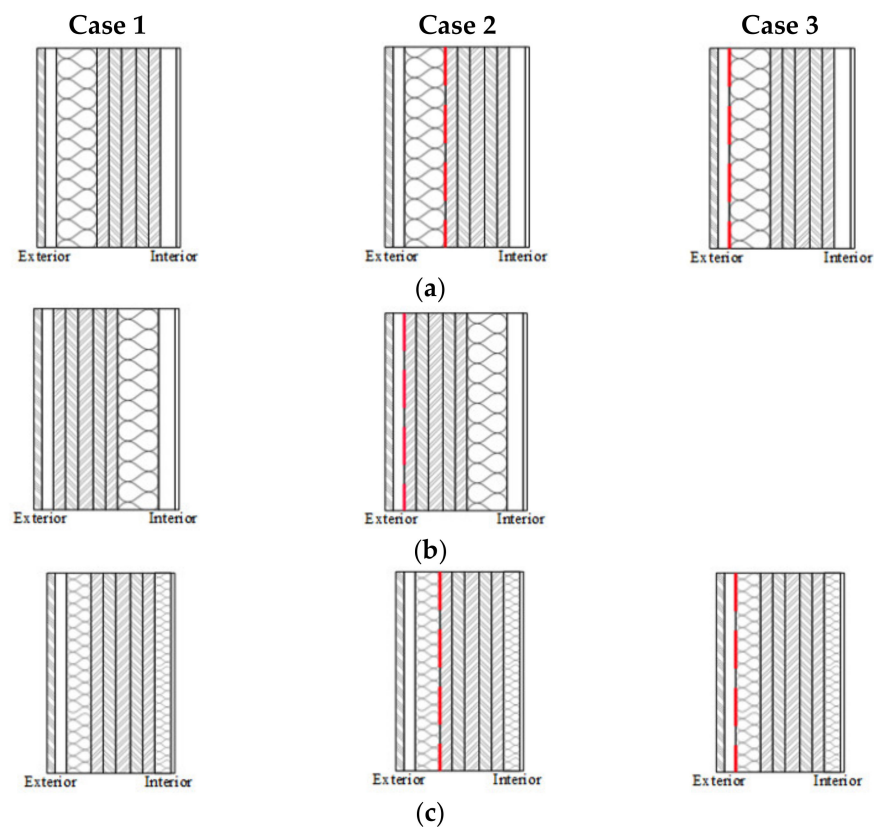 Case 1 Case 2 Case 3
Exterior Interior Exterior Interior Exterior Interior
(a)
Exterior Interior Exterior Interior
(b)
Exterior Interior Exterior Interior Exterior Interior
(c)